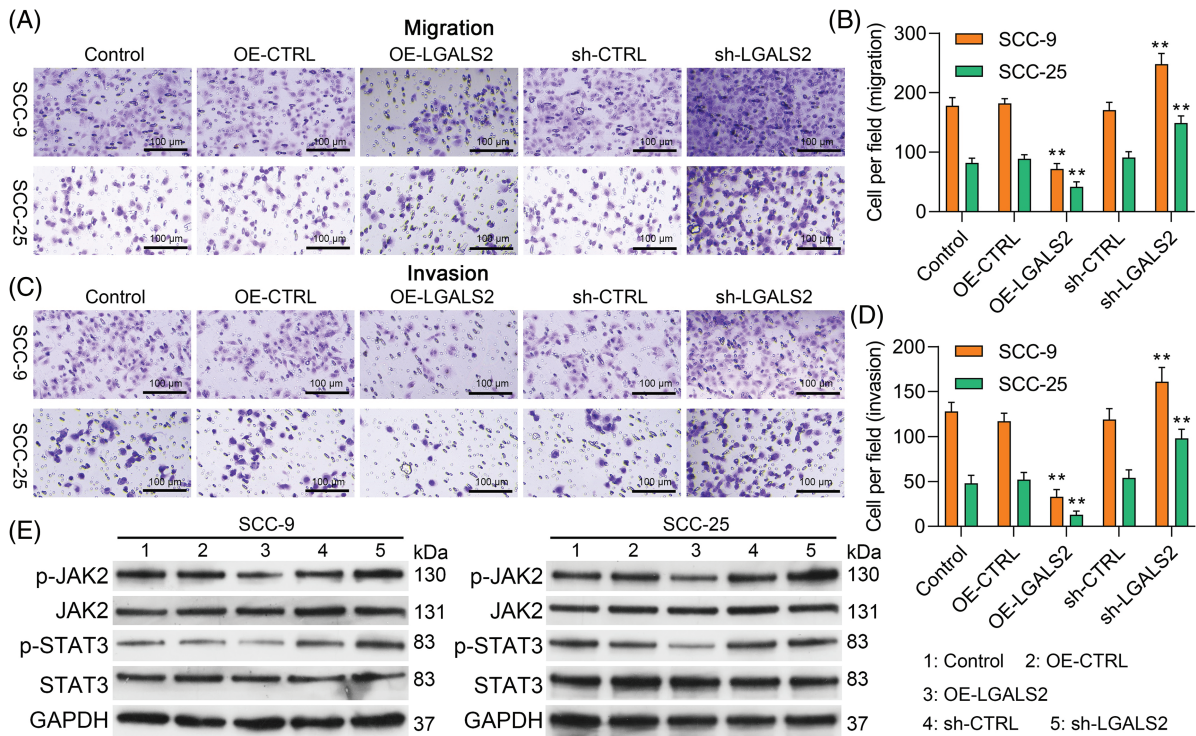 (A)
Migration
Control OE-CTRL OE-LGALS2 sh-CTRL sh-LGALS2
SCC-9
100 µm 100 µm 100 µm 100 µm 100 µm
SCC-25
100 µm 100 µm 100 µm 100 µm 100 µm
(B)
Cell per field (migration)
300
200
100
0
SCC-9
SCC-25
** ** ** **
Control OE-CTRL OE-LGALS2 sh-CTRL sh-LGALS2
(C)
Invasion
Control OE-CTRL OE-LGALS2 sh-CTRL sh-LGALS2
SCC-9
100 µm 100 µm 100 µm 100 µm 100 µm
SCC-25
100 µm 100 µm 100 µm 100 µm 100 µm
(D)
Cell per field (invasion)
200
150
100
50
0
SCC-9
SCC-25
** ** ** **
Control OE-CTRL OE-LGALS2 sh-CTRL sh-LGALS2
(E)
SCC-9
1 2 3 4 5 kDa
p-JAK2 130
JAK2 131
p-STAT3 83
STAT3 83
GAPDH 37
SCC-25
1 2 3 4 5 kDa
p-JAK2 130
JAK2 131
p-STAT3 83
STAT3 83
GAPDH 37
1: Control 2: OE-CTRL
3: OE-LGALS2
4: sh-CTRL 5: sh-LGALS2